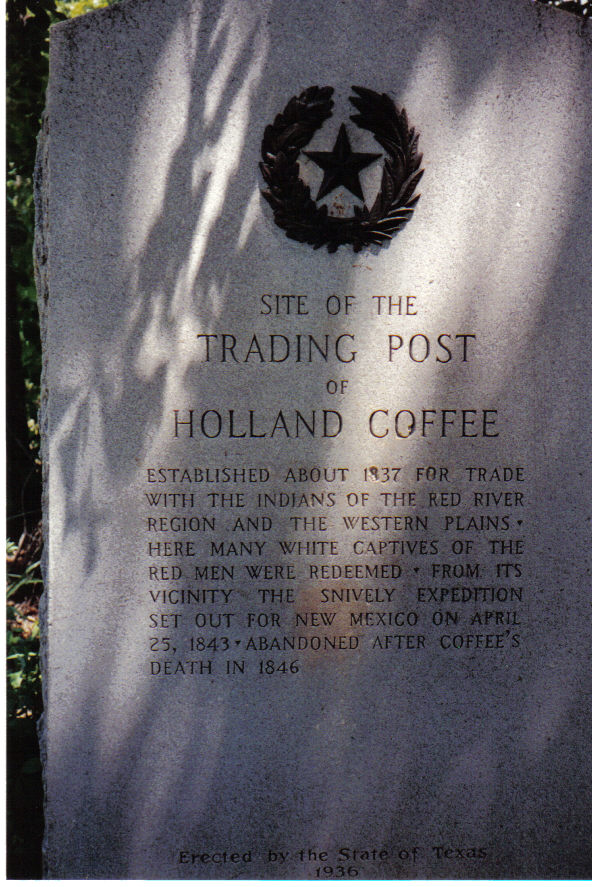 SITE OF THE
TRADING POST
OF
HOLLAND COFFEE
ESTABLISHED ABOUT 1837 FOR TRADE
WITH THE INDIANS OF THE RED RIVER
REGION AND THE WESTERN PLAINS ▾
HERE MANY WHITE CAPTIVES OF THE
RED MEN WERE REDEEMED ▾ FROM ITS
VICINITY THE SNIVELY EXPEDITION
SET OUT FOR NEW MEXICO ON APRIL
25, 1843 ▾ ABANDONED AFTER COFFEE'S
DEATH IN 1846
Erected by the State of Texas
1936